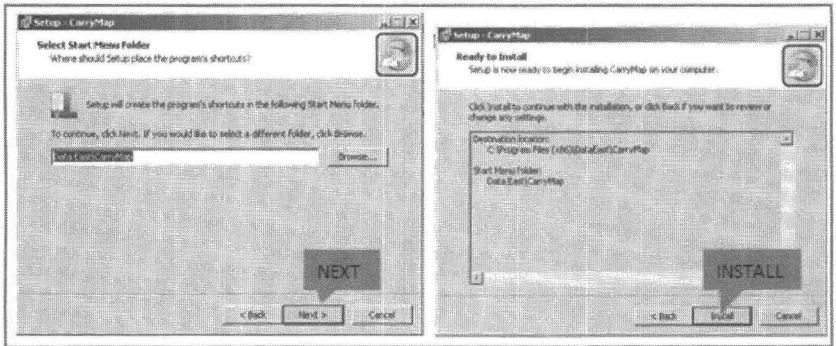 Setup - CarryMap
Select Start Menu Folder
Where should Setup place the program's shortcuts?
Setup will create the program's shortcuts in the following Start Menu folder.
To continue, click Next. If you would like to select a different folder, click Browse.
Data East\CarryMap
Browse...
NEXT
< Back
Next >
Cancel
Setup - CarryMap
Ready to Install
Setup is now ready to begin installing CarryMap on your computer.
Click Install to continue with the installation, or click Back if you want to review or
change any settings.
Destination location:
C:\Program Files (x86)\DataEast\CarryMap
Start Menu folder:
Data East\CarryMap
INSTALL
< Back
Install
Cancel